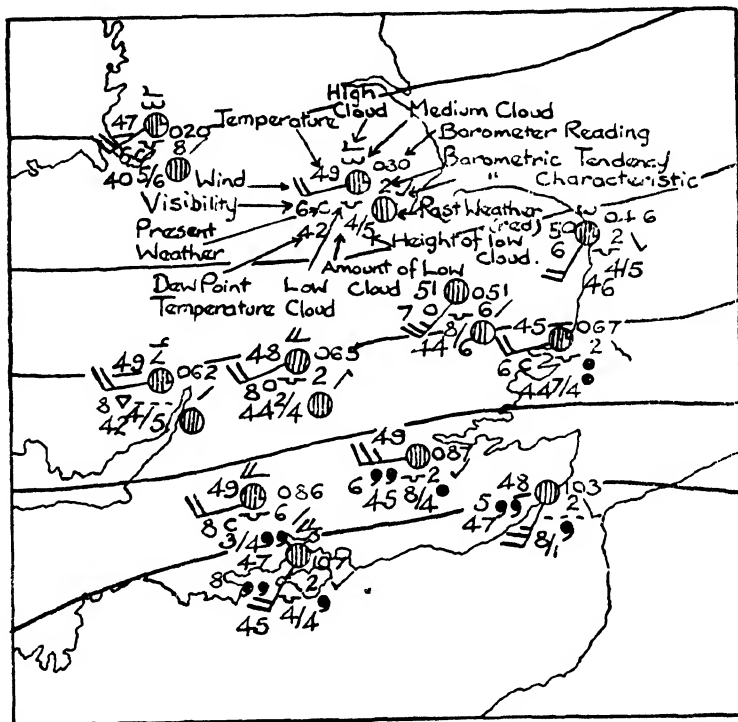 High
Cloud
Temperature
Medium Cloud
Barometer Reading
Barometric Tendency
" Characteristic
Wind
Visibility
Past Weather
(red)
Present
Weather
Height of low
Cloud.
Dew Point
Temperature
Low
Cloud
Amount of Low
Cloud
47
020
8
40 5/6
49
030
2
6 c
42
4/5
50
046
6
2
4/5
46
51
051
7 0
6
44 8/6
45
067
6 c
2
44 7/4
49
062
8
42 4/5
48
065
8 0
2
44 2/4
49
087
6
2
45 8/4
49
086
8 c
6
3/4
48
103
5
2
47
8/1
47
107
8
2
45 4/4